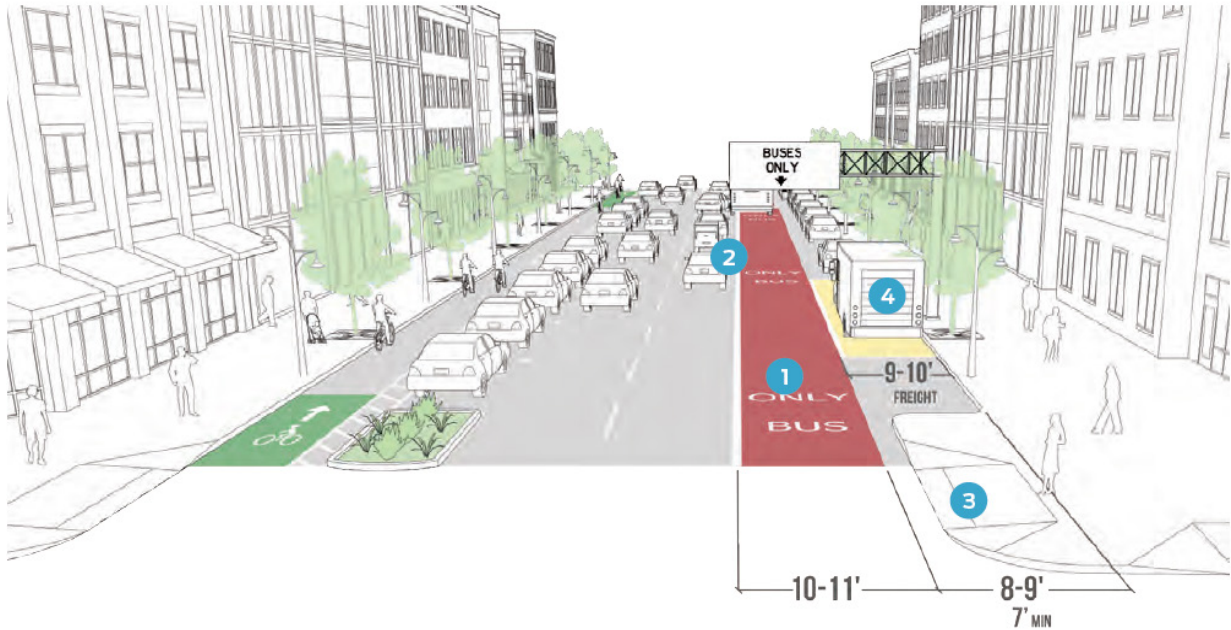 BUSES
ONLY
BUS
2
ONLY
BUS
4
1
9-10'
FREIGHT
ONLY
BUS
3
10-11'
8-9'
7' MIN